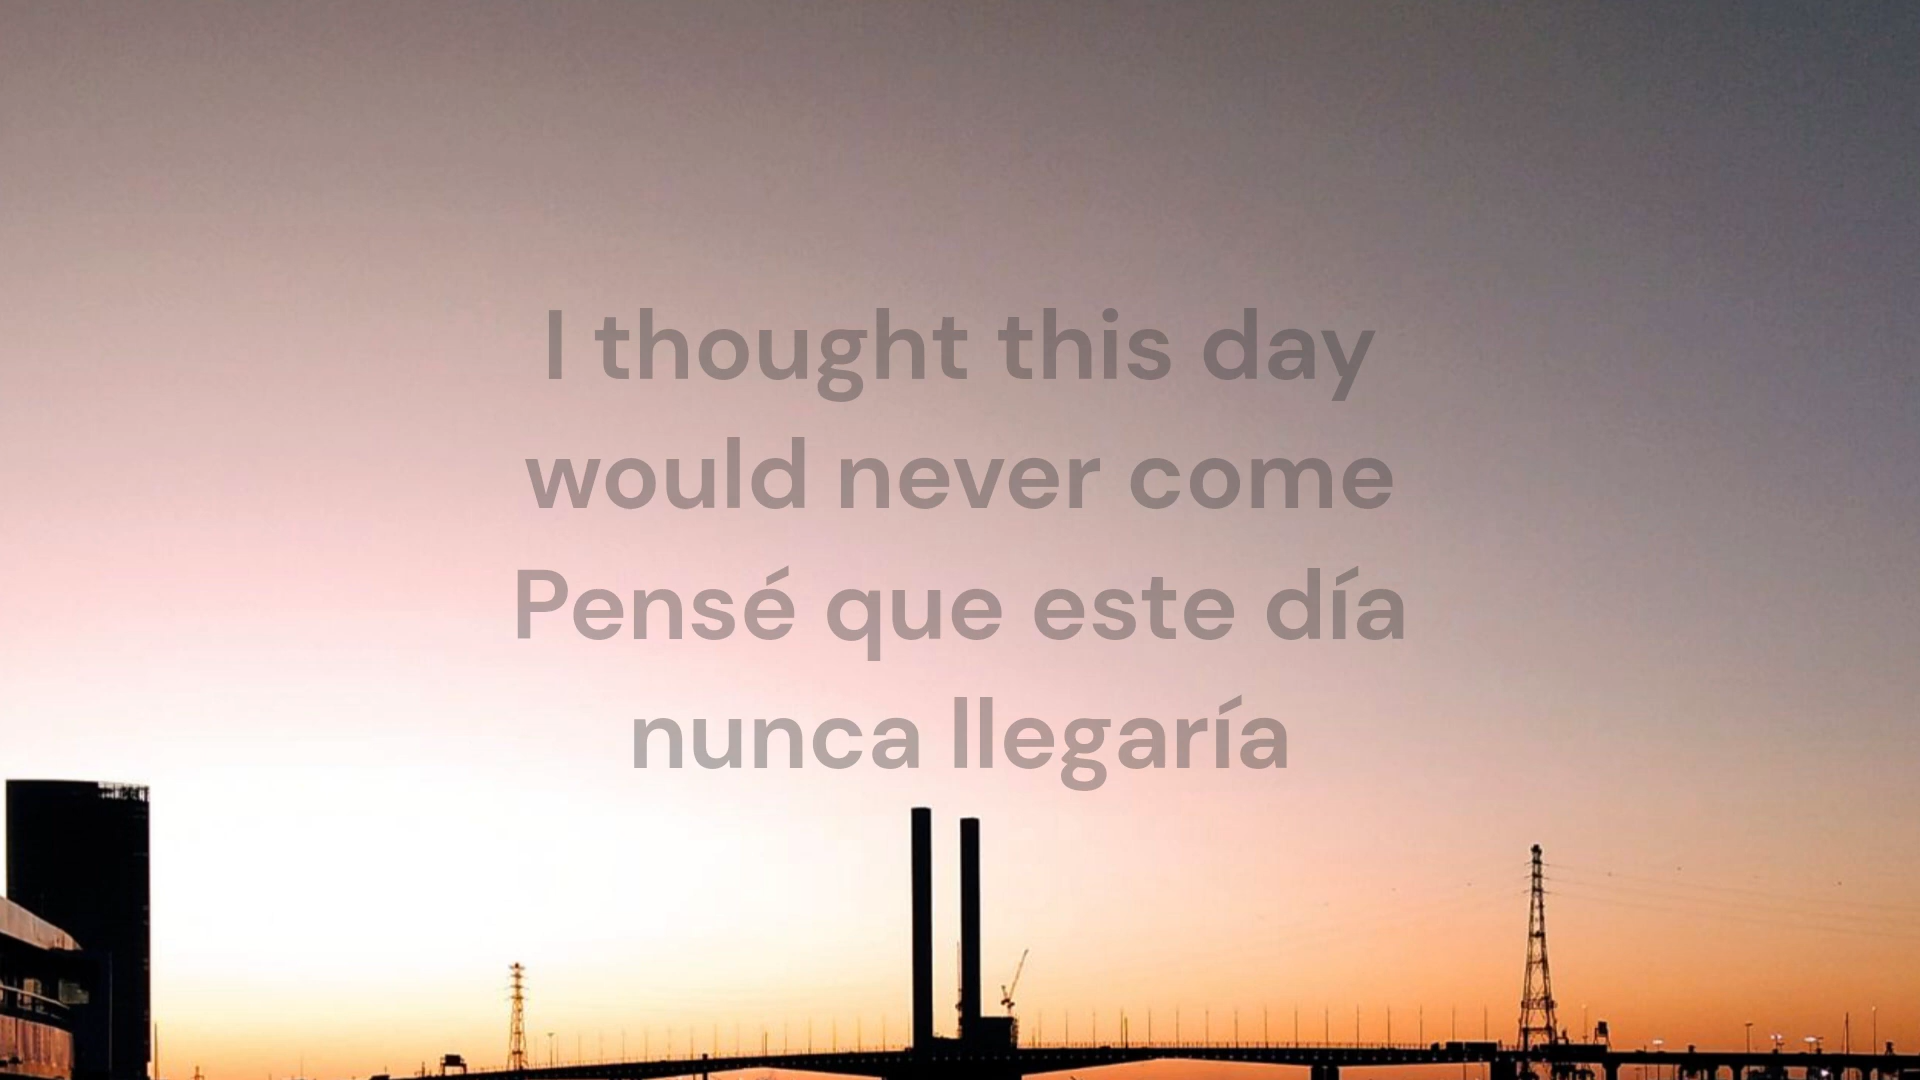 I thought this day
would never come
Pensé que este día
nunca llegaría